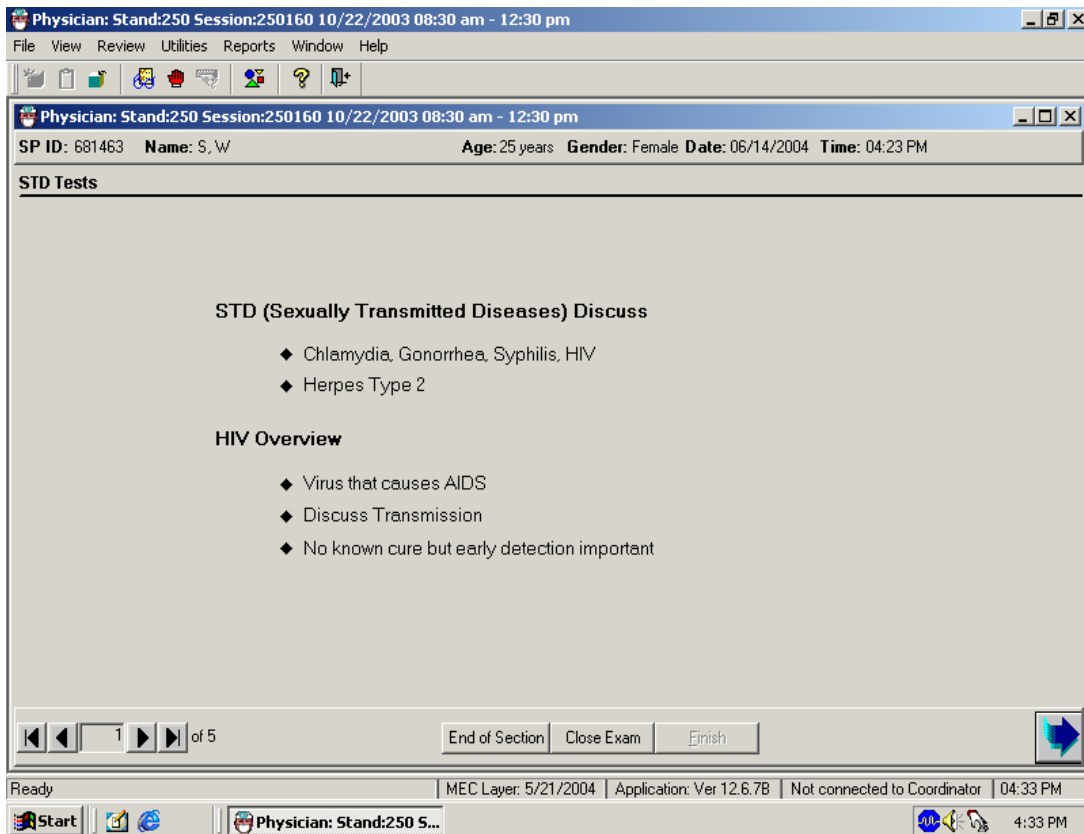 Physician: Stand:250 Session:250160 10/22/2003 08:30 am - 12:30 pm
File View Review Utilities Reports Window Help
Physician: Stand:250 Session:250160 10/22/2003 08:30 am - 12:30 pm
SP ID: 681463 Name: S, W Age: 25 years Gender: Female Date: 06/14/2004 Time: 04:23 PM
STD Tests
STD (Sexually Transmitted Diseases) Discuss
◆ Chlamydia, Gonorrhea, Syphilis, HIV
◆ Herpes Type 2
HIV Overview
◆ Virus that causes AIDS
◆ Discuss Transmission
◆ No known cure but early detection important
1 of 5 End of Section Close Exam Finish
Ready MEC Layer: 5/21/2004 Application: Ver 12.6.7B Not connected to Coordinator 04:33 PM
Start Physician: Stand:250 S... 4:33 PM